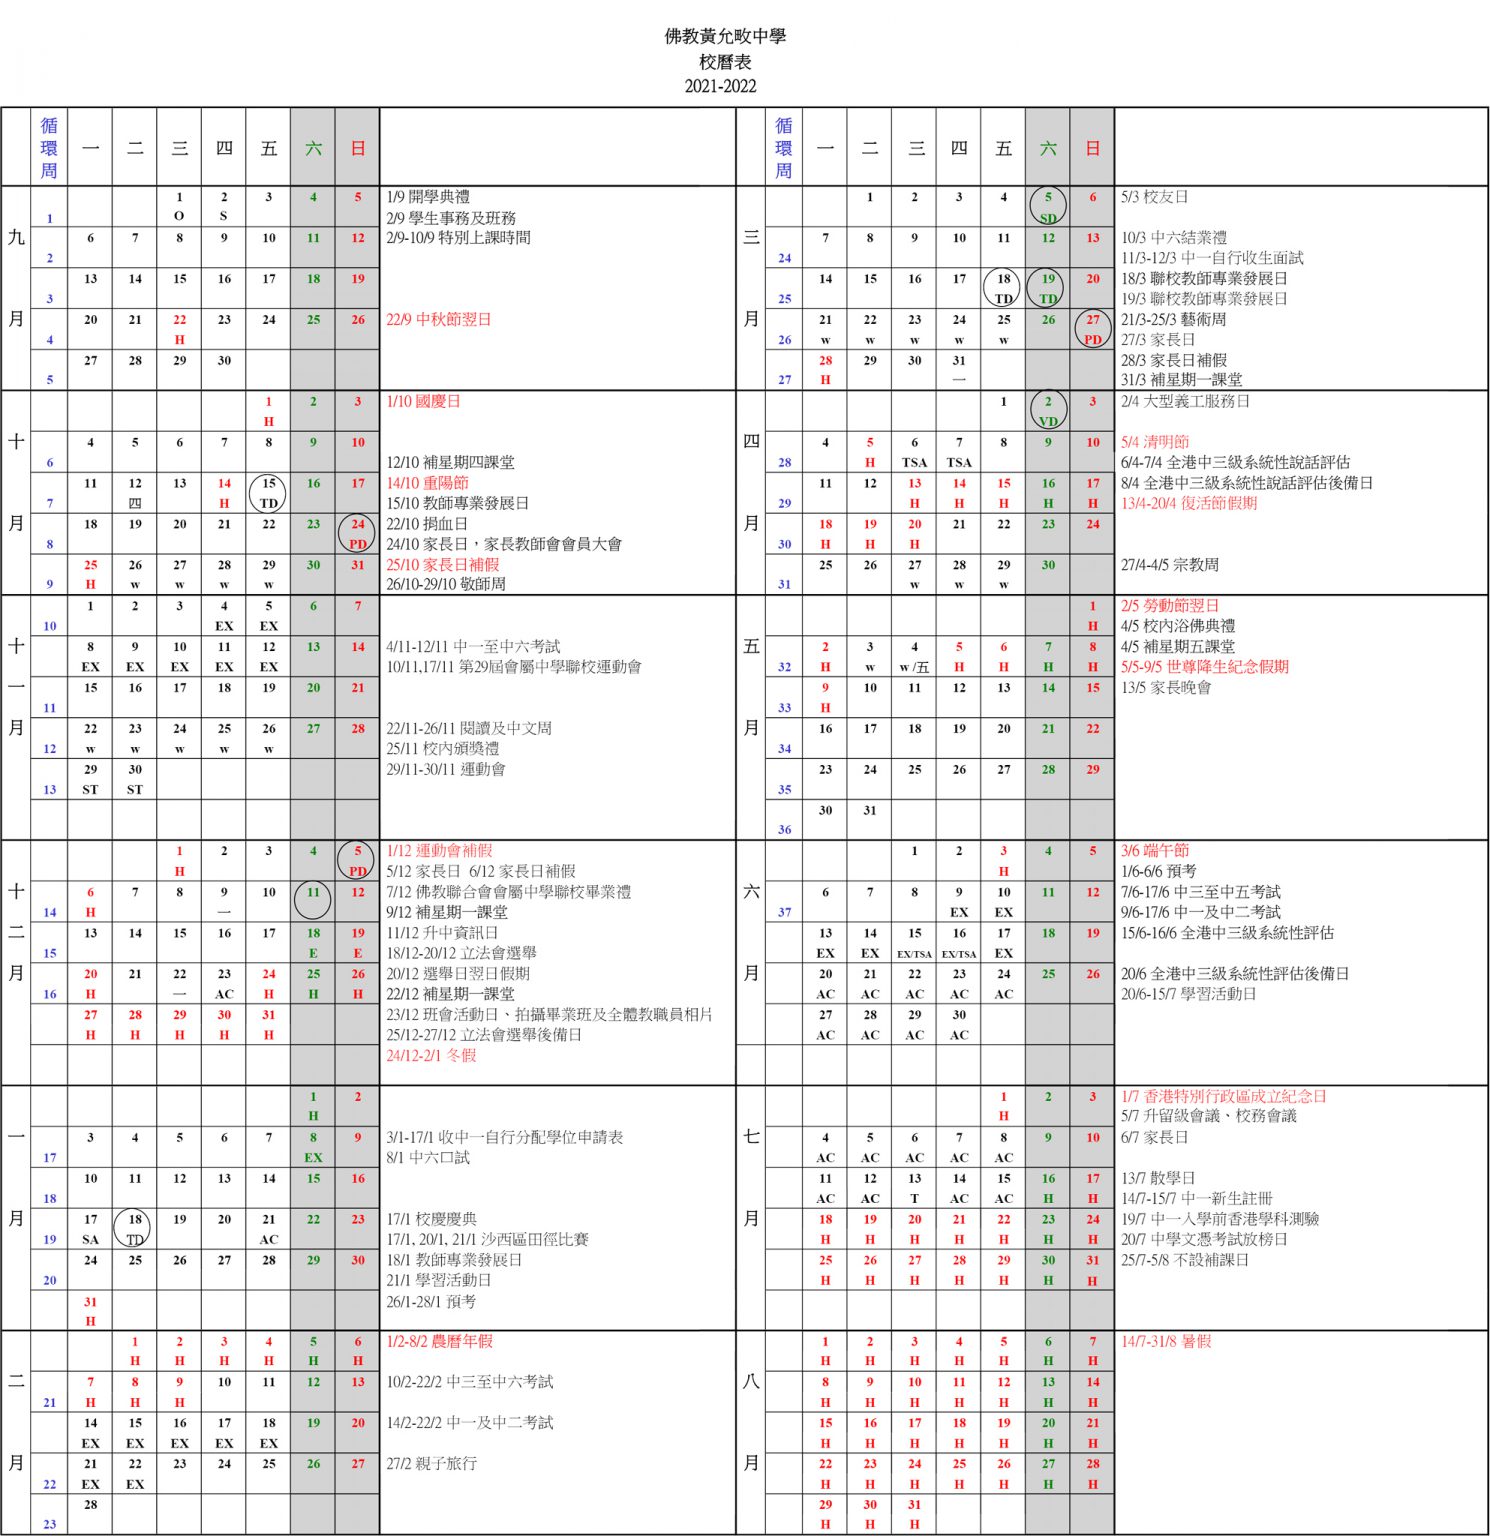 佛教黃允畋中學
校曆表
2021-2022
循環周 一 二 三 四 五 六 日
九月
1 2 3 4 5
O S
1
6 7 8 9 10 11 12
2
13 14 15 16 17 18 19
3
20 21 22 23 24 25 26
4 H
27 28 29 30
5
1/9 開學典禮
2/9 學生事務及班務
2/9-10/9 特別上課時間
22/9 中秋節翌日
十月
1 2 3
H
4 5 6 7 8 9 10
6
11 12 13 14 15 16 17
7 四 H TD
18 19 20 21 22 23 24
8 PD
25 26 27 28 29 30 31
9 H w w w w
1/10 國慶日
12/10 補星期四課堂
14/10 重陽節
15/10 教師專業發展日
22/10 捐血日
24/10 家長日，家長教師會會員大會
25/10 家長日補假
26/10-29/10 敬師周
十一月
1 2 3 4 5 6 7
10 EX EX
8 9 10 11 12 13 14
EX EX EX EX EX
15 16 17 18 19 20 21
11
22 23 24 25 26 27 28
12 w w w w w
29 30
13 ST ST
4/11-12/11 中一至中六考試
10/11,17/11 第29屆會屬中學聯校運動會
22/11-26/11 閱讀及中文周
25/11 校內頒獎禮
29/11-30/11 運動會
十二月
1 2 3 4 5
H PD
6 7 8 9 10 11 12
14 H 一
13 14 15 16 17 18 19
15 E E
20 21 22 23 24 25 26
16 H 一 AC H H H
27 28 29 30 31
H H H H H
1/12 運動會補假
5/12 家長日 6/12 家長日補假
7/12 佛教聯合會會屬中學聯校畢業禮
9/12 補星期一課堂
11/12 升中資訊日
18/12-20/12 立法會選舉
20/12 選舉日翌日假期
22/12 補星期一課堂
23/12 班會活動日、拍攝畢業班及全體教職員相片
25/12-27/12 立法會選舉後備日
24/12-2/1 冬假
一月
1 2
H
3 4 5 6 7 8 9
17 EX
10 11 12 13 14 15 16
18
17 18 19 20 21 22 23
19 SA TD AC
24 25 26 27 28 29 30
20
31
H
3/1-17/1 收中一自行分配學位申請表
8/1 中六口試
17/1 校慶慶典
17/1, 20/1, 21/1 沙西區田徑比賽
18/1 教師專業發展日
21/1 學習活動日
26/1-28/1 預考
二月
1 2 3 4 5 6
H H H H H H
7 8 9 10 11 12 13
21 H H H
14 15 16 17 18 19 20
EX EX EX EX EX
21 22 23 24 25 26 27
22 EX EX
28
23
1/2-8/2 農曆年假
10/2-22/2 中三至中六考試
14/2-22/2 中一及中二考試
27/2 親子旅行
循環周 一 二 三 四 五 六 日
三月
1 2 3 4 5 6
SD
7 8 9 10 11 12 13
24
14 15 16 17 18 19 20
25 TD TD
21 22 23 24 25 26 27
26 w w w w w PD
28 29 30 31
27 H 一
5/3 校友日
10/3 中六結業禮
11/3-12/3 中一自行收生面試
18/3 聯校教師專業發展日
19/3 聯校教師專業發展日
21/3-25/3 藝術周
27/3 家長日
28/3 家長日補假
31/3 補星期一課堂
四月
1 2 3
VD
4 5 6 7 8 9 10
28 H TSA TSA
11 12 13 14 15 16 17
29 H H H H H
18 19 20 21 22 23 24
30 H H H
25 26 27 28 29 30
31 w w w
2/4 大型義工服務日
5/4 清明節
6/4-7/4 全港中三級系統性說話評估
8/4 全港中三級系統性說話評估後備日
13/4-20/4 復活節假期
27/4-4/5 宗教周
五月
1
H
2 3 4 5 6 7 8
32 H w w /五 H H H H
9 10 11 12 13 14 15
33 H
16 17 18 19 20 21 22
34
23 24 25 26 27 28 29
35
30 31
36
2/5 勞動節翌日
4/5 校內浴佛典禮
4/5 補星期五課堂
5/5-9/5 世尊降生紀念假期
13/5 家長晚會
六月
1 2 3 4 5
H
6 7 8 9 10 11 12
37 EX EX
13 14 15 16 17 18 19
EX EX EX/TSA EX/TSA EX
20 21 22 23 24 25 26
AC AC AC AC AC
27 28 29 30
AC AC AC AC
3/6 端午節
1/6-6/6 預考
7/6-17/6 中三至中五考試
9/6-17/6 中一及中二考試
15/6-16/6 全港中三級系統性評估
20/6 全港中三級系統性評估後備日
20/6-15/7 學習活動日
七月
1 2 3
H
4 5 6 7 8 9 10
AC AC AC AC AC
11 12 13 14 15 16 17
AC AC T AC AC H H
18 19 20 21 22 23 24
H H H H H H H
25 26 27 28 29 30 31
H H H H H H H
1/7 香港特別行政區成立紀念日
5/7 升留級會議、校務會議
6/7 家長日
13/7 散學日
14/7-15/7 中一新生註冊
19/7 中一入學前香港學科測驗
20/7 中學文憑考試放榜日
25/7-5/8 不設補課日
八月
1 2 3 4 5 6 7
H H H H H H H
8 9 10 11 12 13 14
H H H H H H H
15 16 17 18 19 20 21
H H H H H H H
22 23 24 25 26 27 28
H H H H H H H
29 30 31
H H H
14/7-31/8 暑假